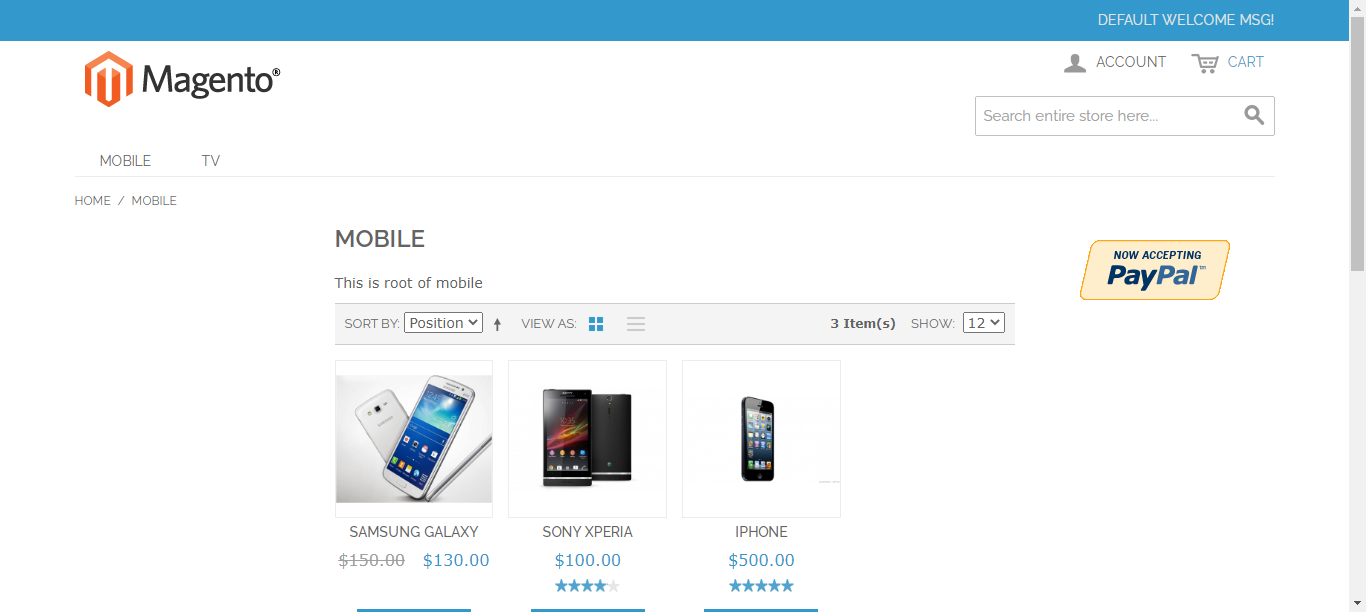 DEFAULT WELCOME MSG!
Magento®
ACCOUNT CART
Search entire store here...
MOBILE TV
HOME / MOBILE
MOBILE
NOW ACCEPTING
PayPal™
This is root of mobile
SORT BY: Position VIEW AS: 3 Item(s) SHOW: 12
SAMSUNG GALAXY SONY XPERIA IPHONE
$150.00 $130.00 $100.00 $500.00